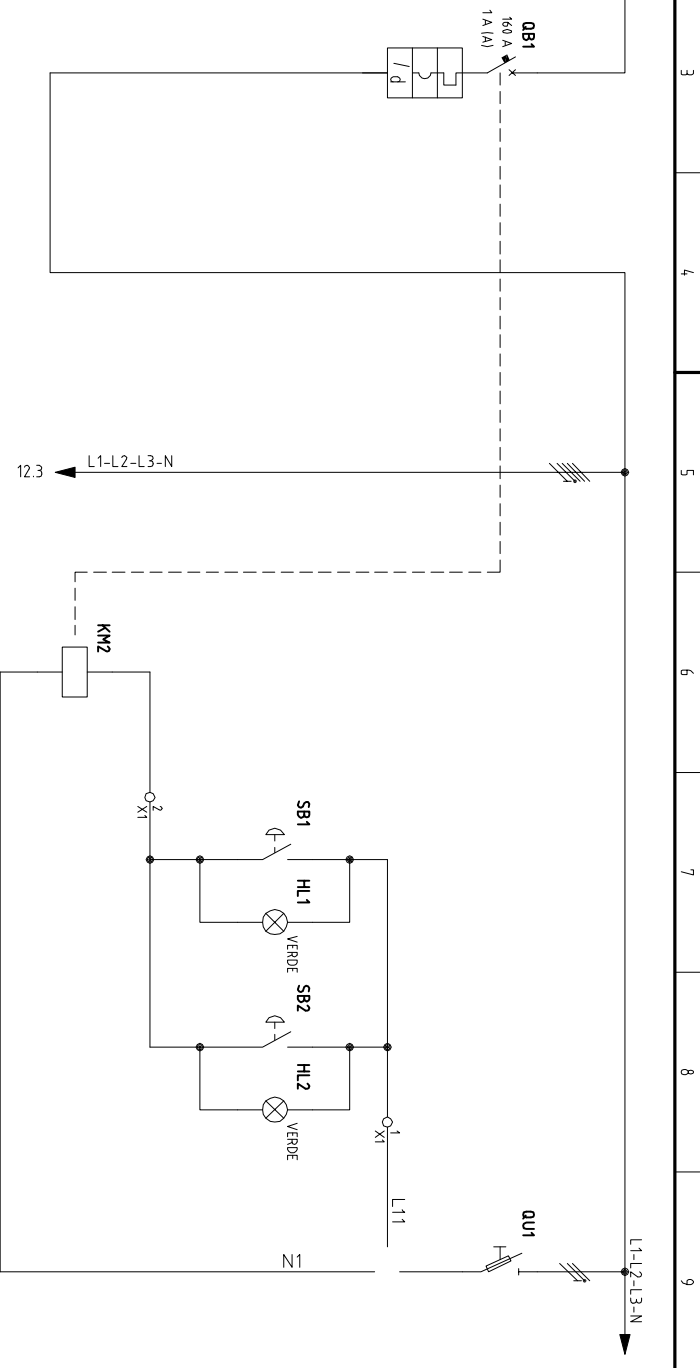 3
QB1
160 A
1 A (A)
/d
4
5
L1-L2-L3-N
12.3
6
KM2
2
X1
7
SB1
HL1
VERDE
8
SB2
HL2
VERDE
1
X1
L11
9
QU1
L1-L2-L3-N
N1